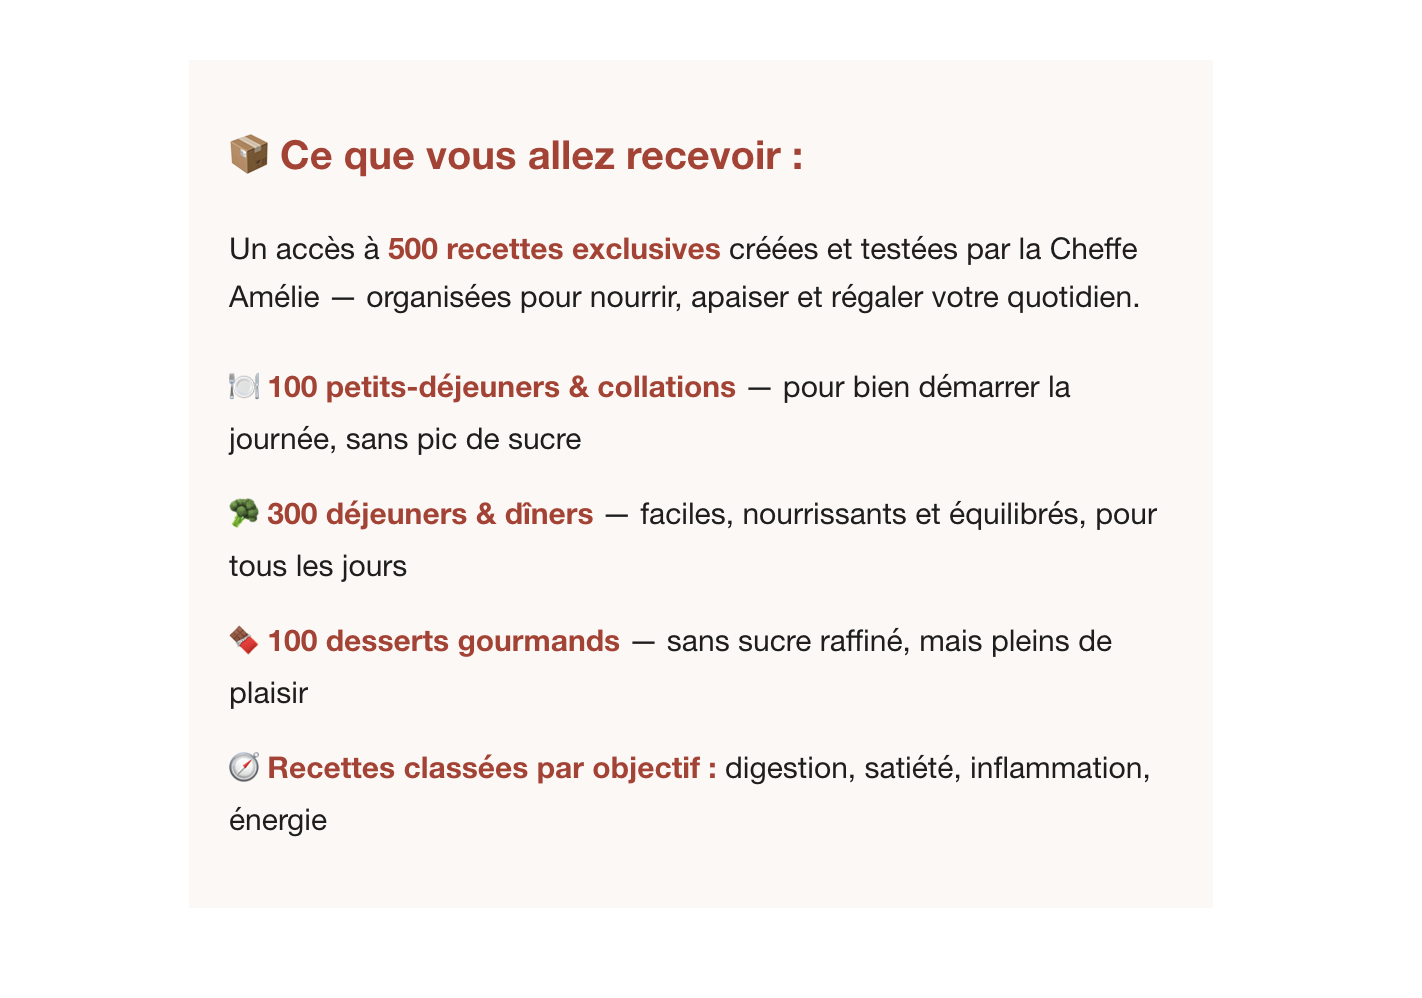 📦 Ce que vous allez recevoir :
Un accès à 500 recettes exclusives créées et testées par la Cheffe
Amélie — organisées pour nourrir, apaiser et régaler votre quotidien.
🍽️ 100 petits-déjeuners & collations — pour bien démarrer la
journée, sans pic de sucre
🥦 300 déjeuners & dîners — faciles, nourrissants et équilibrés, pour
tous les jours
🍫 100 desserts gourmands — sans sucre raffiné, mais pleins de
plaisir
🧭 Recettes classées par objectif : digestion, satiété, inflammation,
énergie